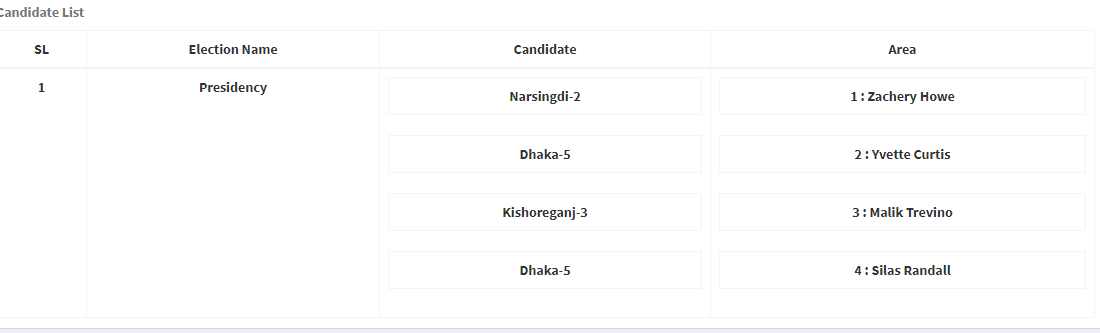 Candidate List
SL Election Name Candidate Area
1 Presidency Narsingdi-2 1 : Zachery Howe
Dhaka-5 2 : Yvette Curtis
Kishoreganj-3 3 : Malik Trevino
Dhaka-5 4 : Silas Randall